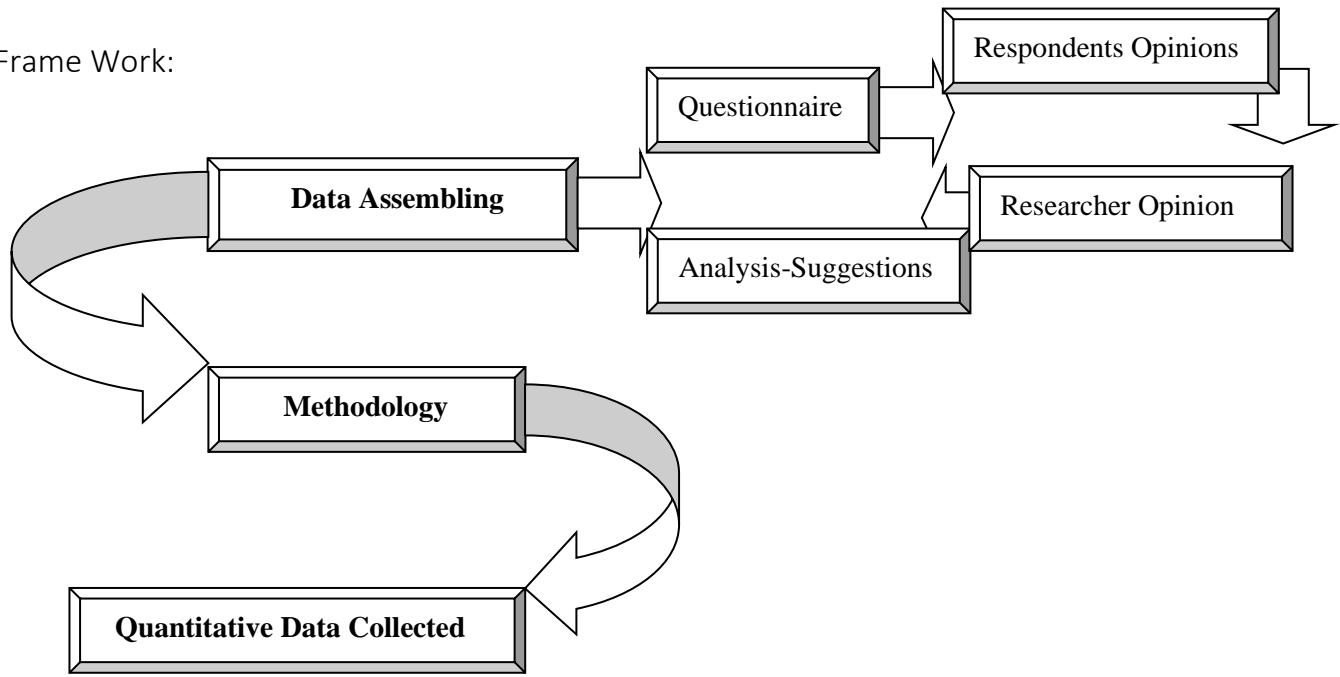 Frame Work:
Respondents Opinions
Questionnaire
Data Assembling
Researcher Opinion
Analysis-Suggestions
Methodology
Quantitative Data Collected